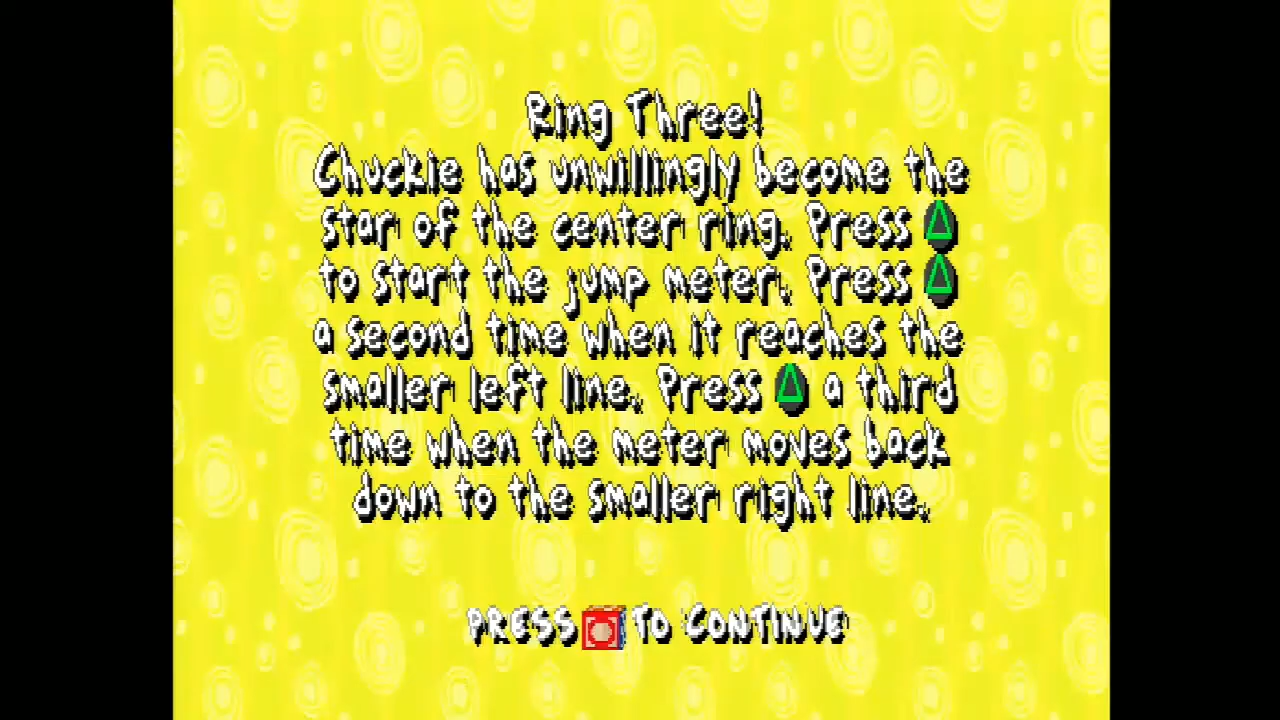 Ring Three!
Chuckie has unwillingly become the
star of the center ring. Press △
to start the jump meter. Press △
a second time when it reaches the
smaller left line. Press △ a third
time when the meter moves back
down to the smaller right line.
PRESS TO CONTINUE